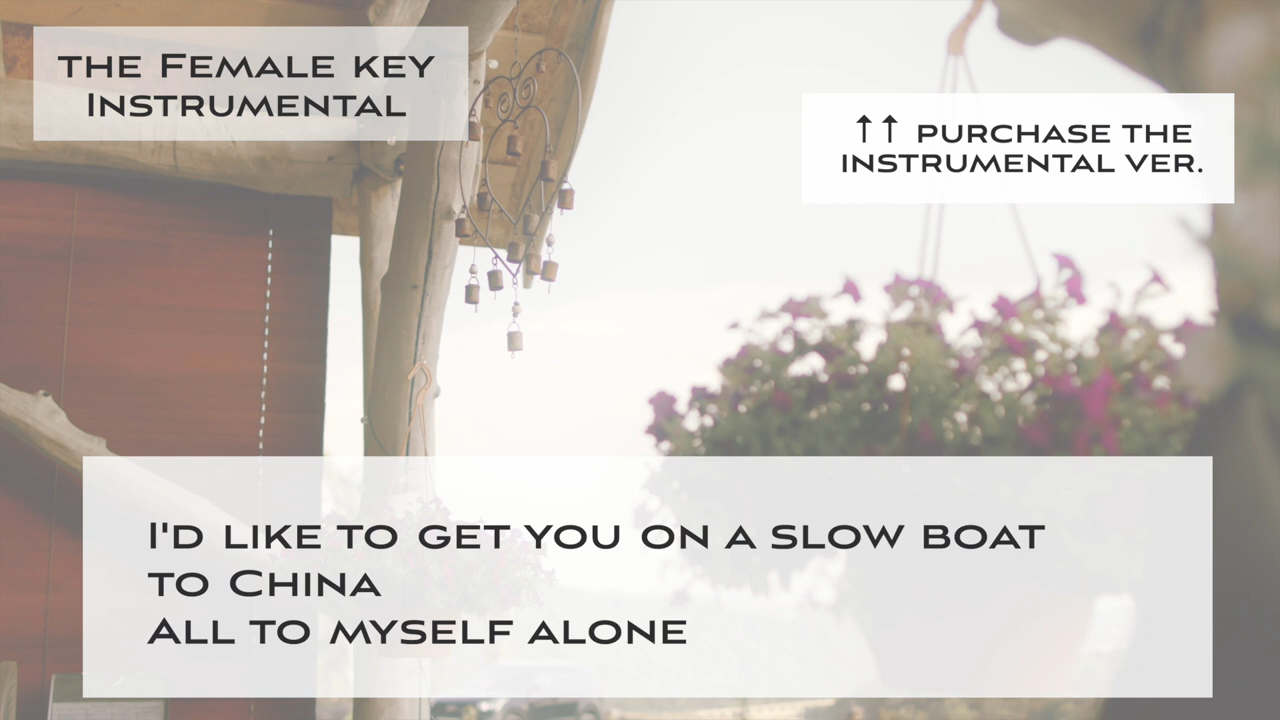 the Female key
Instrumental
↑↑ purchase the
instrumental ver.
I'd like to get you on a slow boat
to China
All to myself alone